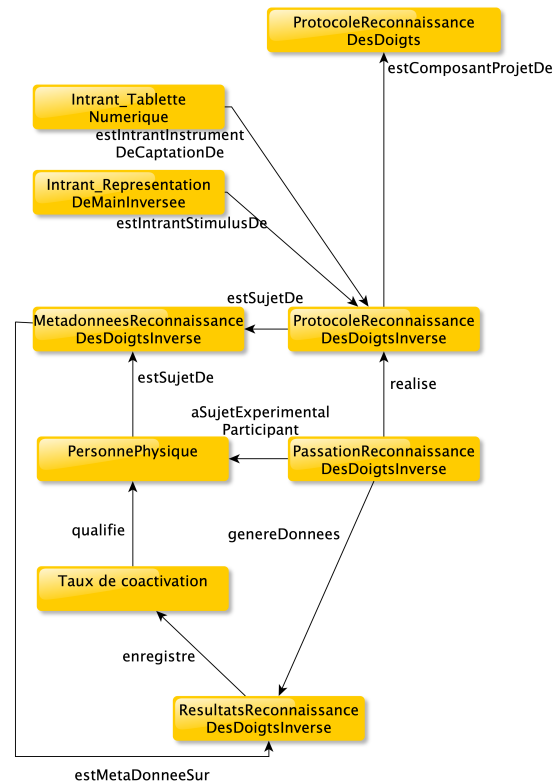 ProtocoleReconnaissance
DesDoigts
estComposantProjetDe
Intrant_Tablette
Numerique
estIntrantInstrument
DeCaptationDe
Intrant_Representation
DeMainInversee
estIntrantStimulusDe
estSujetDe
MetadonneesReconnaissance
DesDoigtsInverse
ProtocoleReconnaissance
DesDoigtsInverse
estSujetDe
realise
aSujetExperimental
Participant
PersonnePhysique
PassationReconnaissance
DesDoigtsInverse
qualifie
genereDonnees
Taux de coactivation
enregistre
ResultatsReconnaissance
DesDoigtsInverse
estMetaDonneeSur